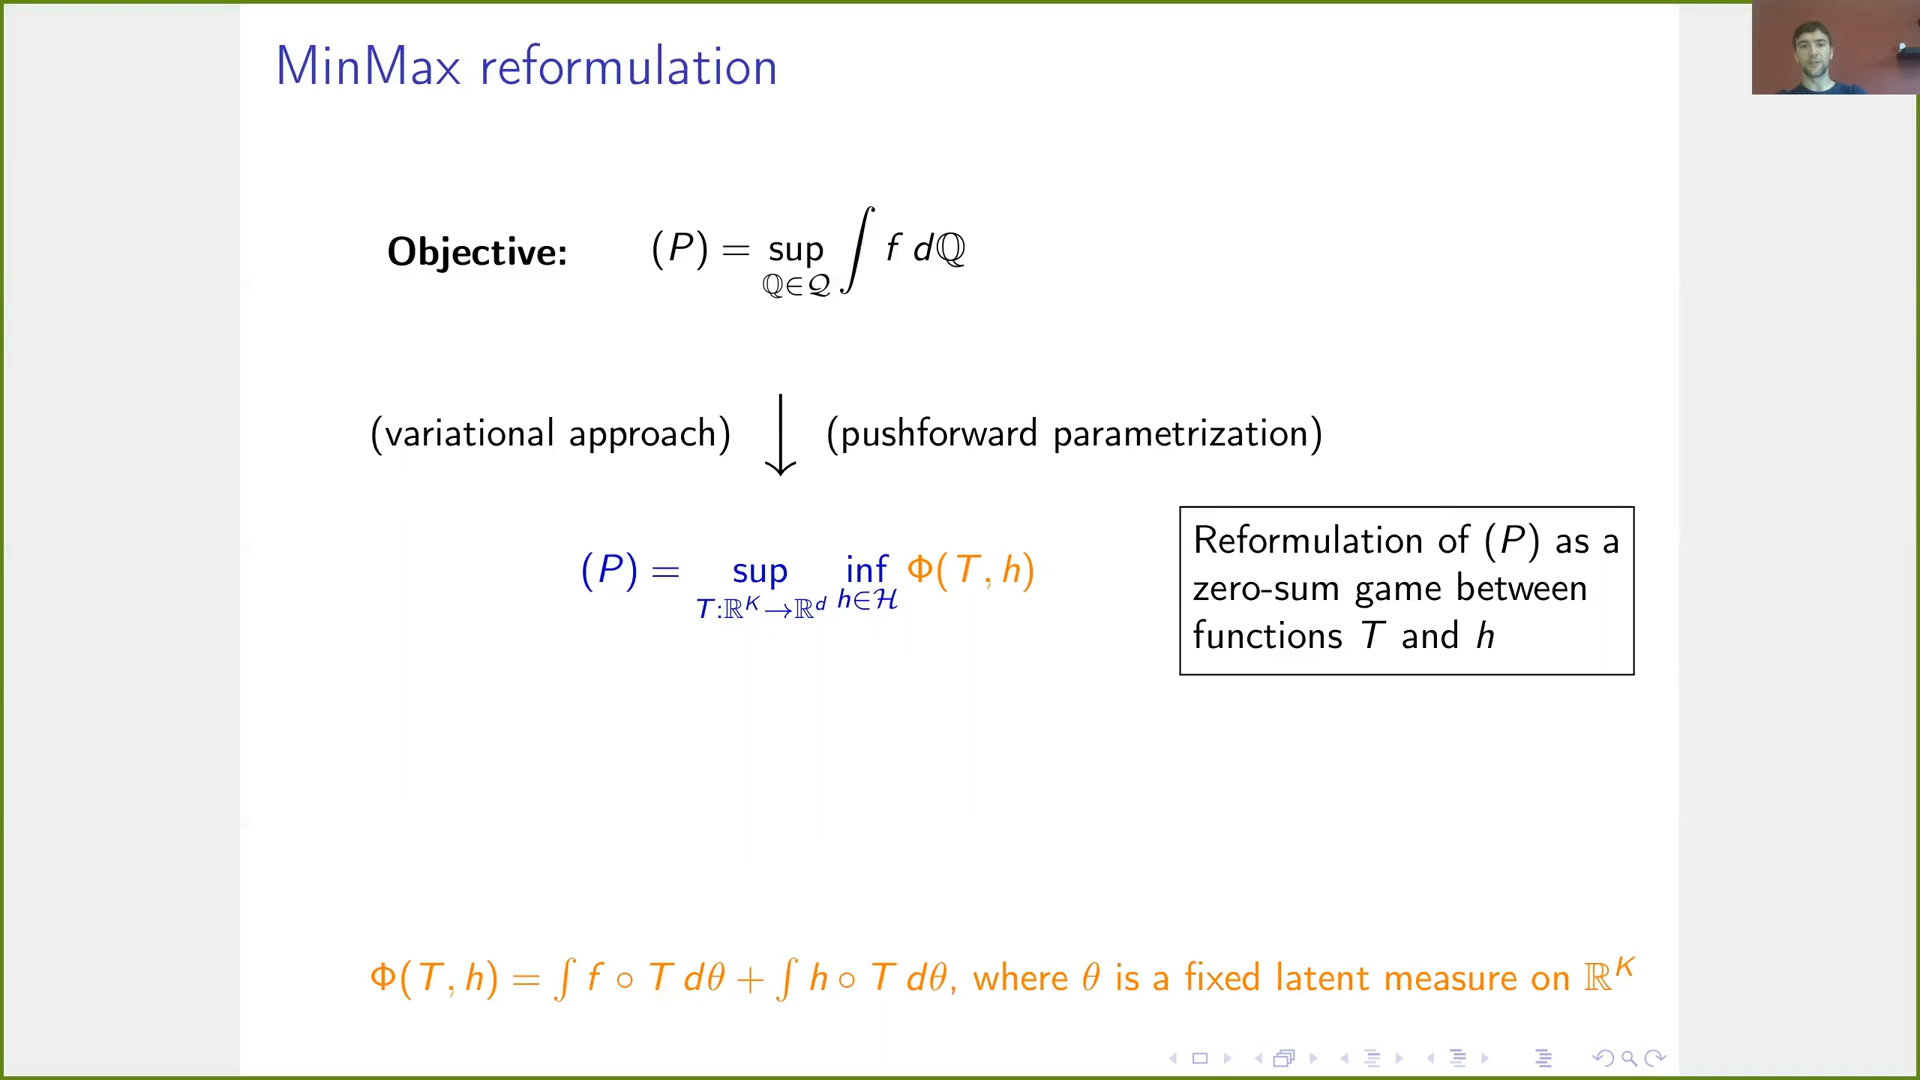 MinMax reformulation
Objective: (P) = sup_{ℚ∈𝒬} ∫ f dℚ
(variational approach) ↓ (pushforward parametrization)
(P) = sup_{T:ℝ^K→ℝ^d} inf_{h∈ℋ} Φ(T, h)
Reformulation of (P) as a
zero-sum game between
functions T and h
Φ(T, h) = ∫ f ∘ T dθ + ∫ h ∘ T dθ, where θ is a fixed latent measure on ℝ^K